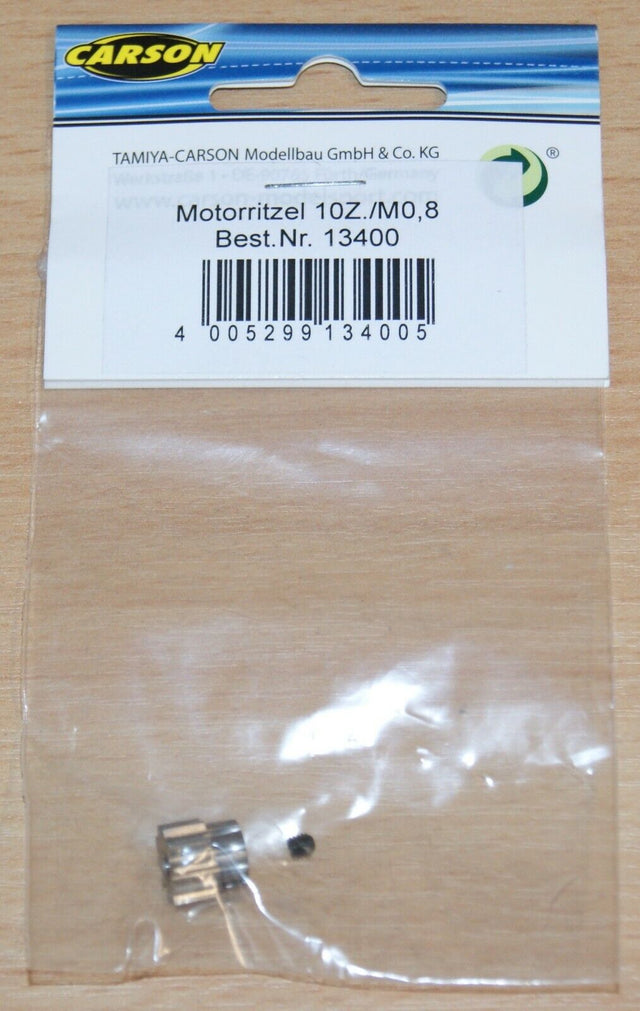 CARSON
TAMIYA-CARSON Modellbau GmbH & Co. KG
®
Motorritzel 10Z./M0,8
Best.Nr. 13400
4 005299 134005